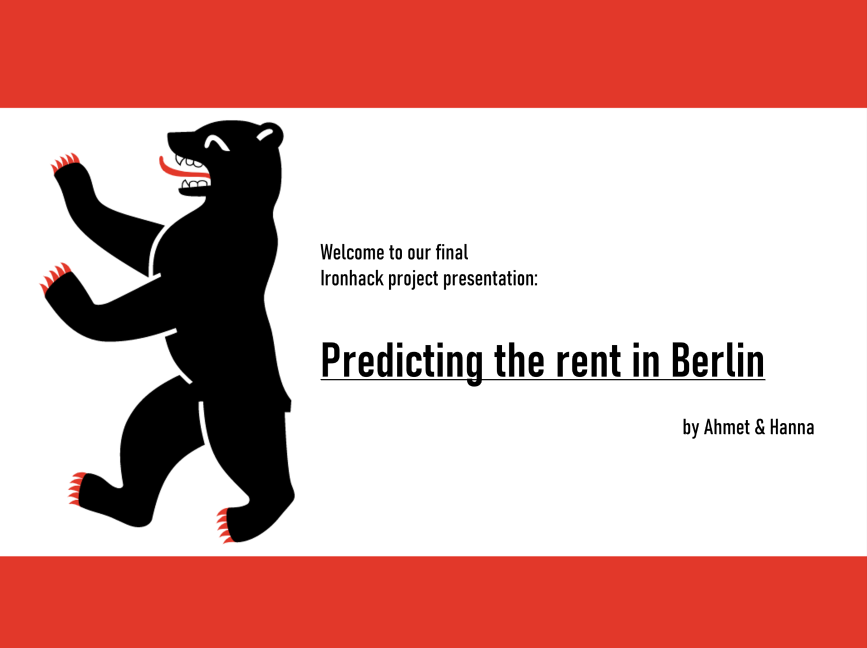 Welcome to our final
Ironhack project presentation:
Predicting the rent in Berlin
by Ahmet & Hanna